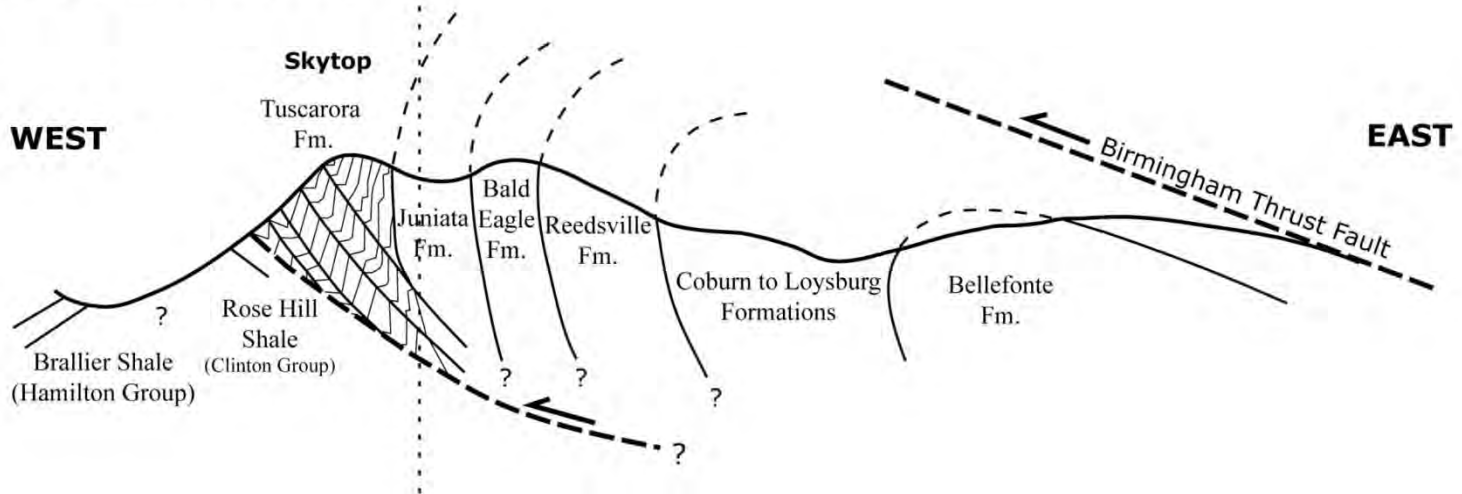 Skytop
Tuscarora
Fm.
WEST
EAST
Birmingham Thrust Fault
Juniata
Fm.
Bald
Eagle
Fm.
Reedsville
Fm.
Coburn to Loysburg
Formations
Bellefonte
Fm.
?
Rose Hill
Shale
(Clinton Group)
Brallier Shale
(Hamilton Group)
?
?
?
?